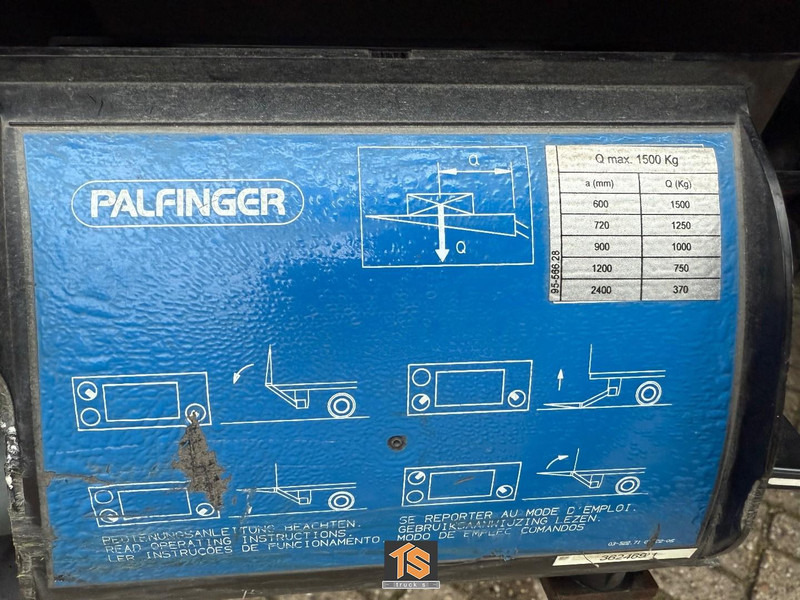 PALFINGER
a
Q
Q max. 1500 Kg
a (mm) Q (Kg)
600 1500
720 1250
900 1000
1200 750
2400 370
95-566.28
BEDIENUNGSANLEITUNG BEACHTEN.
READ OPERATING INSTRUCTIONS.
LER INSTRUCÕES DE FUNCIONAMENTO
SE REPORTER AU MODE D'EMPLOI.
GEBRUIKSAANWIJZING LEZEN.
MODO DE EMPLEO COMANDOS
TS
truck's